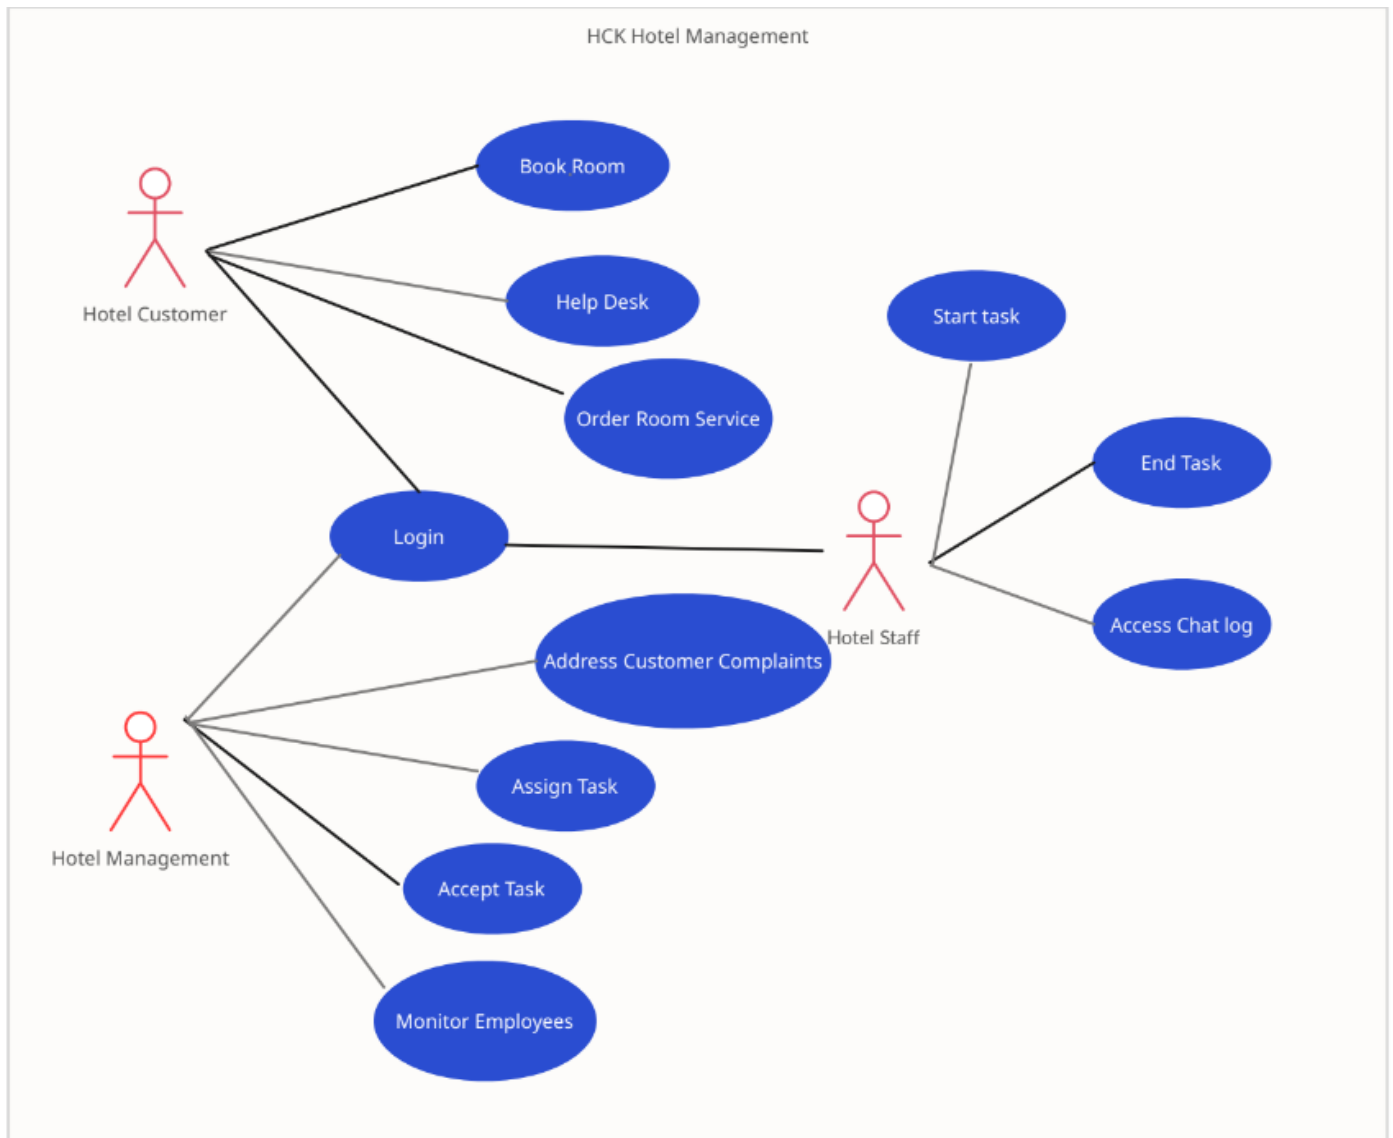 HCK Hotel Management
Book Room
Hotel Customer
Help Desk
Start task
Order Room Service
End Task
Login
Hotel Staff
Access Chat log
Address Customer Complaints
Assign Task
Hotel Management
Accept Task
Monitor Employees